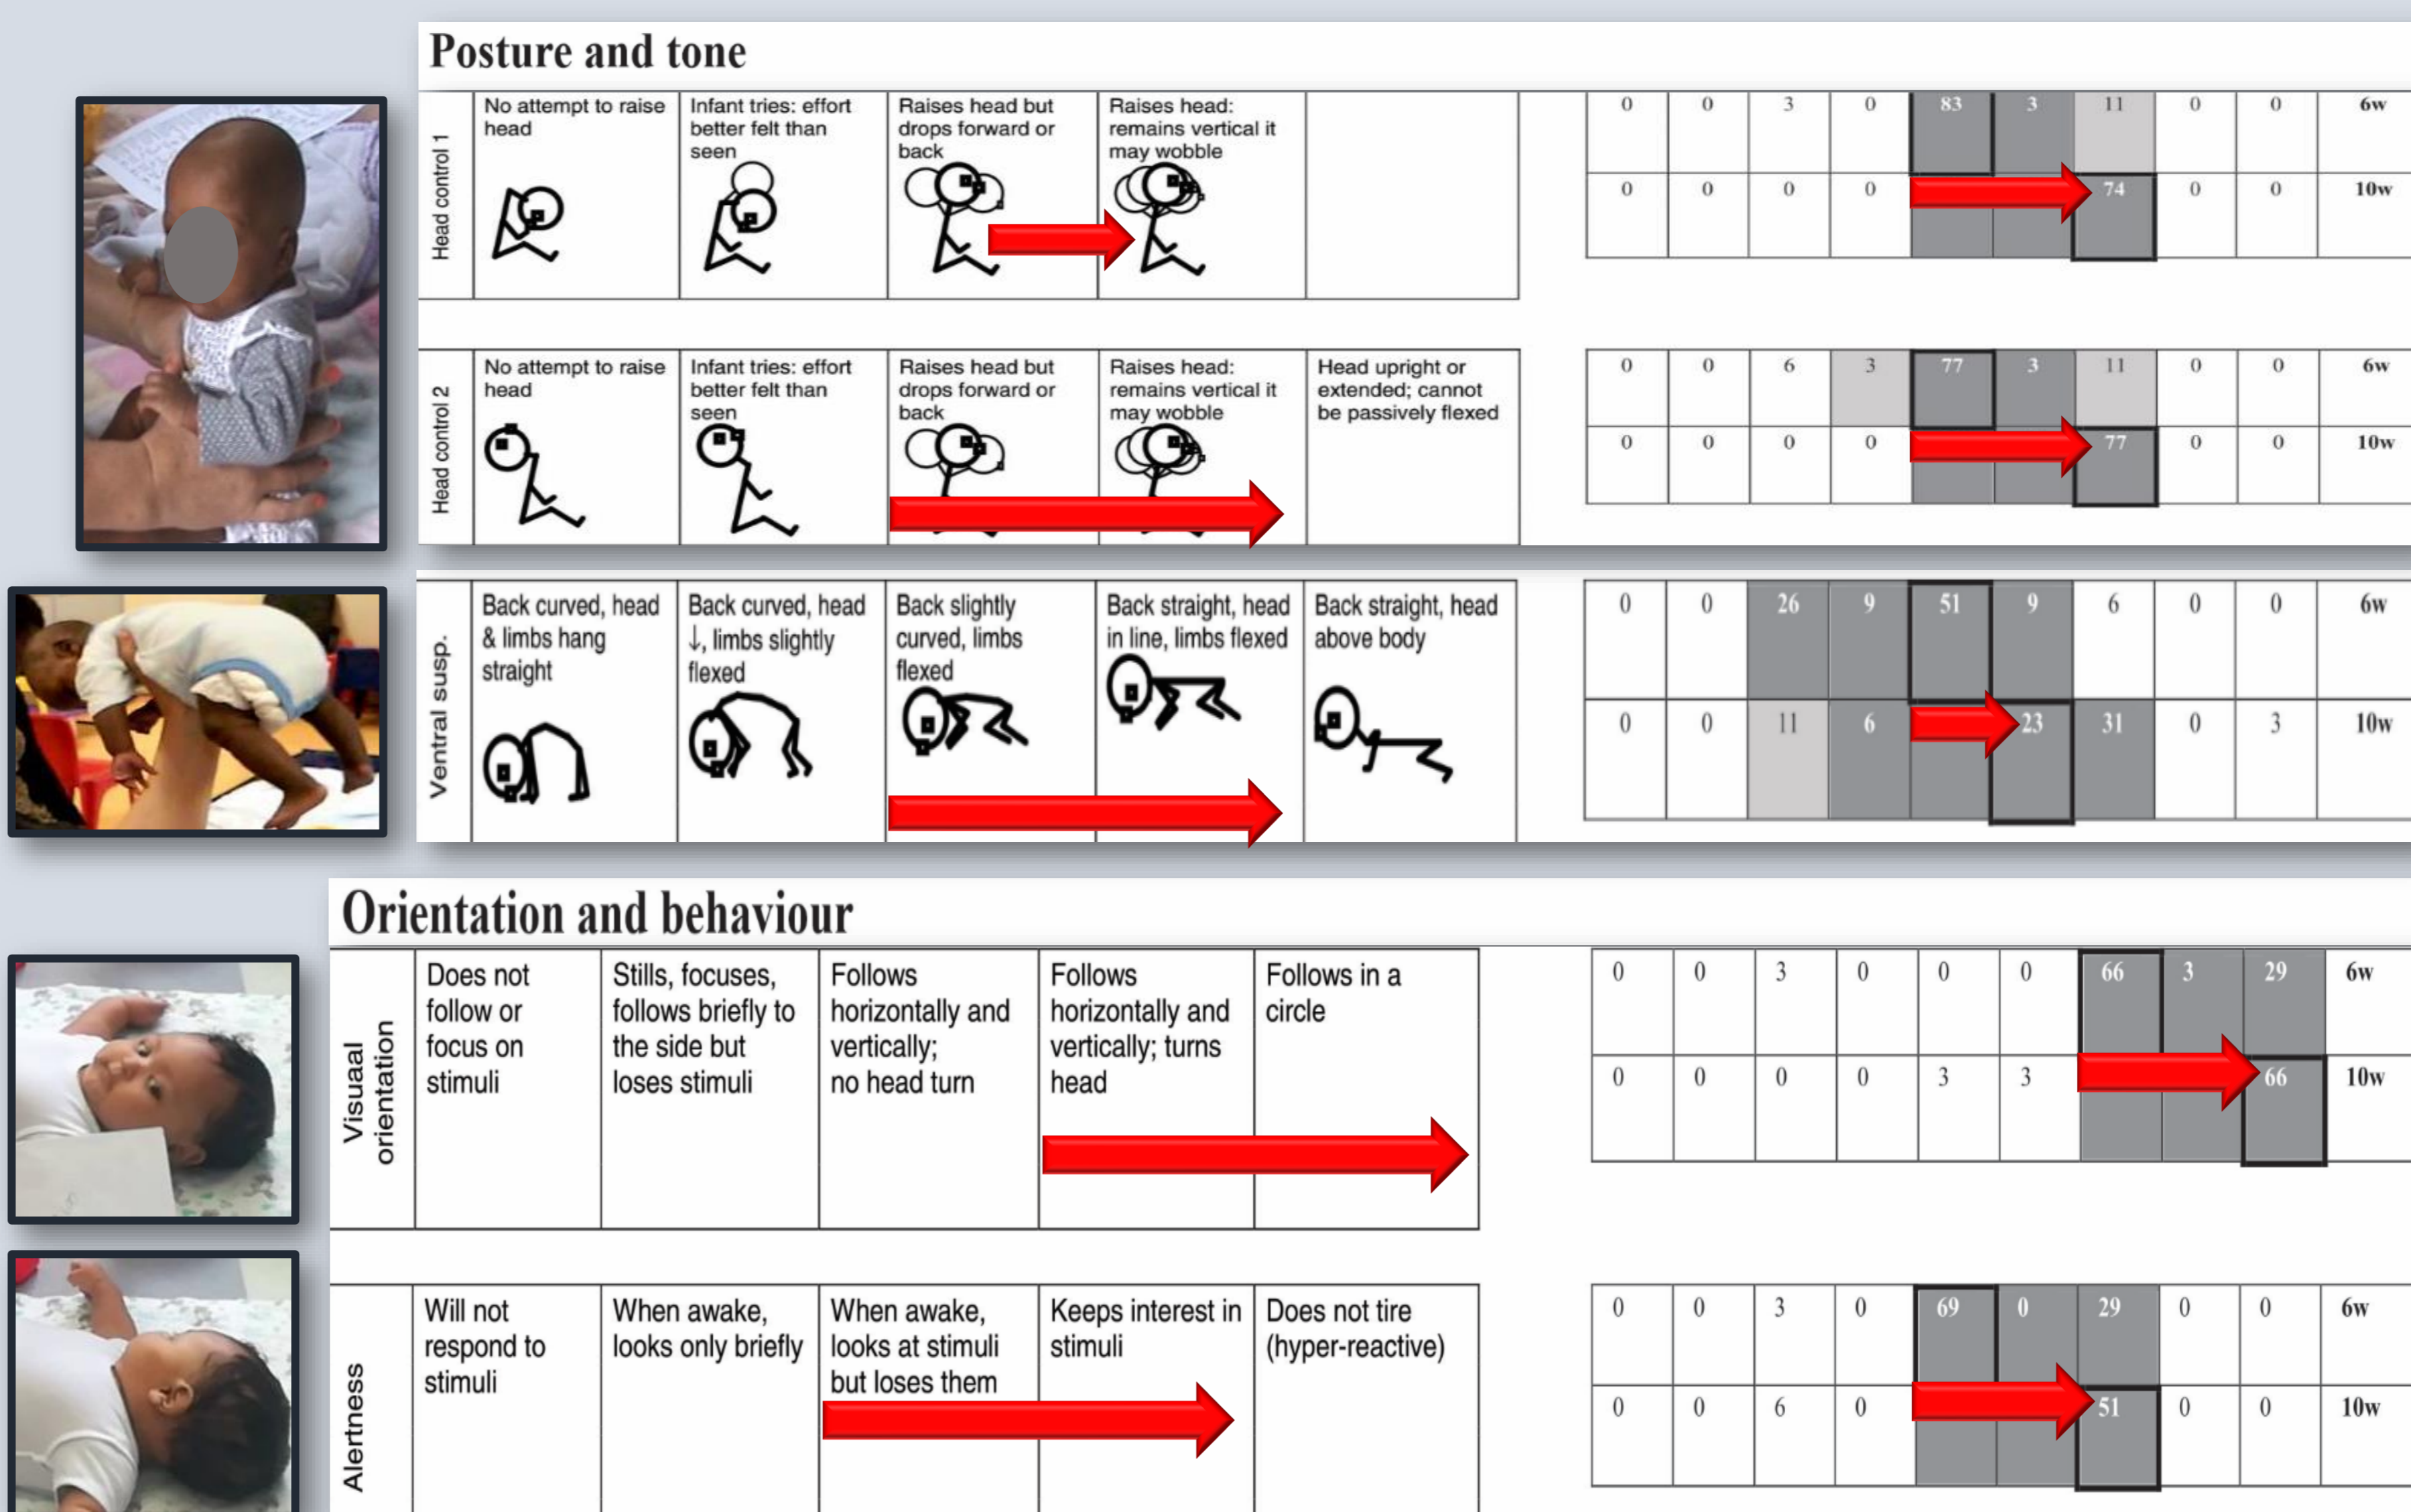 Posture and tone
Head control 1
No attempt to raise
head
Infant tries: effort
better felt than
seen
Raises head but
drops forward or
back
Raises head:
remains vertical it
may wobble
0 0 3 0 83 3 11 0 0 6w
0 0 0 0 74 0 0 10w
Head control 2
No attempt to raise
head
Infant tries: effort
better felt than
seen
Raises head but
drops forward or
back
Raises head:
remains vertical it
may wobble
Head upright or
extended; cannot
be passively flexed
0 0 6 3 77 3 11 0 0 6w
0 0 0 0 77 0 0 10w
Ventral susp.
Back curved, head
& limbs hang
straight
Back curved, head
↓, limbs slightly
flexed
Back slightly
curved, limbs
flexed
Back straight, head
in line, limbs flexed
Back straight, head
above body
0 0 26 9 51 9 6 0 0 6w
0 0 11 6 23 31 0 3 10w
Orientation and behaviour
Visuaal
orientation
Does not
follow or
focus on
stimuli
Stills, focuses,
follows briefly to
the side but
loses stimuli
Follows
horizontally and
vertically;
no head turn
Follows
horizontally and
vertically; turns
head
Follows in a
circle
0 0 3 0 0 0 66 3 29 6w
0 0 0 0 3 3 66 10w
Alertness
Will not
respond to
stimuli
When awake,
looks only briefly
When awake,
looks at stimuli
but loses them
Keeps interest in
stimuli
Does not tire
(hyper-reactive)
0 0 3 0 69 0 29 0 0 6w
0 0 6 0 51 0 0 10w